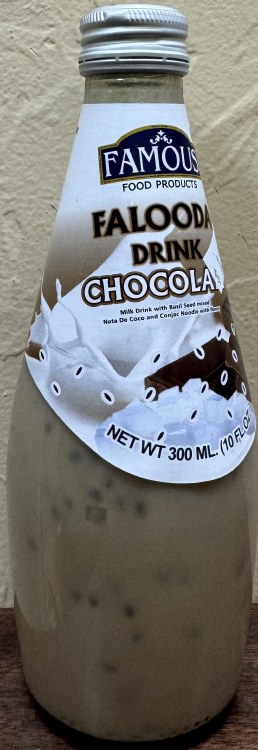 FAMOUS
FOOD PRODUCTS
FALOODA
DRINK
CHOCOLA
Milk Drink with Basil Seed mixed
Nata De Coco and Conjac Noodle with
NET WT 300 ML. (10 FL.OZ